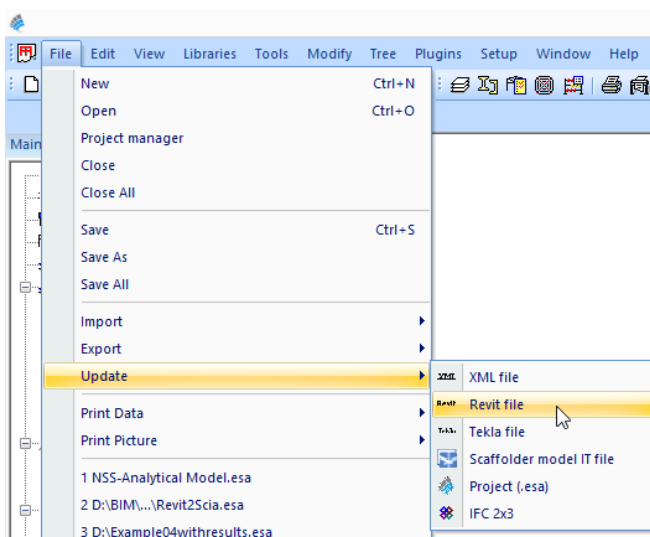 File Edit View Libraries Tools Modify Tree Plugins Setup Window Help
New Ctrl+N
Open Ctrl+O
Main
Project manager
Close
Close All
Save Ctrl+S
Save As
Save All
Import
Export
Update
XML XML file
Revit Revit file
Print Data
Tekla Tekla file
Print Picture
Scaffolder model IT file
1 NSS-Analytical Model.esa
Project (.esa)
2 D:\BIM\...\Revit2Scia.esa
IFC 2x3
3 D:\Example04withresults.esa